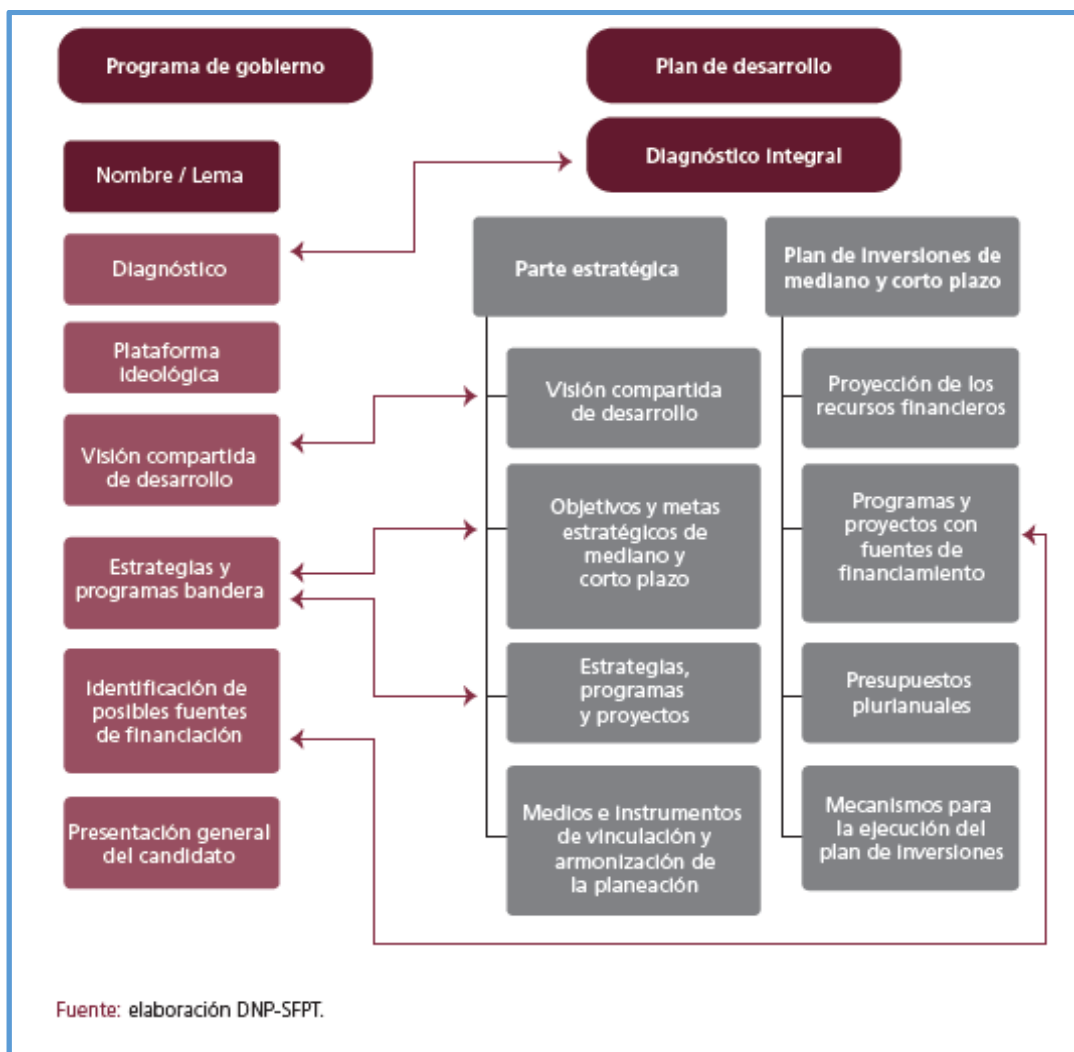 Programa de gobierno
Nombre / Lema
Diagnóstico
Plataforma
ideológica
Visión compartida
de desarrollo
Estrategias y
programas bandera
Identificación de
posibles fuentes
de financiación
Presentación general
del candidato
Plan de desarrollo
Diagnóstico integral
Parte estratégica
Visión compartida
de desarrollo
Objetivos y metas
estratégicos de
mediano y
corto plazo
Estrategias,
programas
y proyectos
Medios e instrumentos
de vinculación y
armonización de
la planeación
Plan de inversiones de
mediano y corto plazo
Proyección de los
recursos financieros
Programas y
proyectos con
fuentes de
financiamiento
Presupuestos
plurianuales
Mecanismos para
la ejecución del
plan de inversiones
Fuente: elaboración DNP-SFPT.